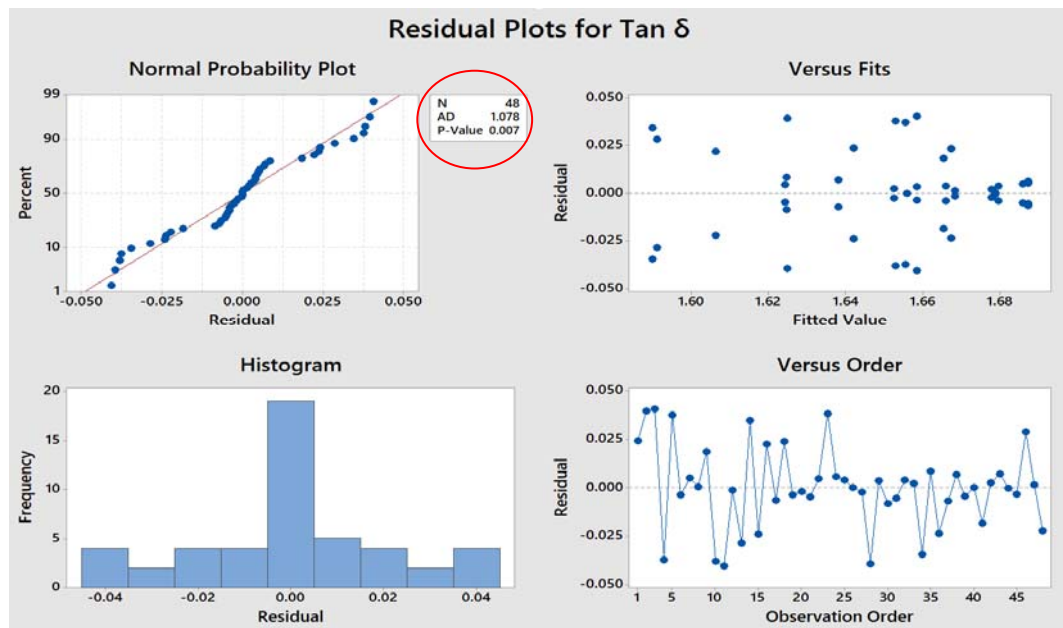 Residual Plots for Tan δ
Normal Probability Plot
99
90
50
10
1
Percent
-0.050
-0.025
0.000
0.025
0.050
Residual
N 48
AD 1.078
P-Value 0.007
Versus Fits
0.050
0.025
0.000
-0.025
-0.050
Residual
1.60
1.62
1.64
1.66
1.68
Fitted Value
Histogram
20
15
10
5
0
Frequency
-0.04
-0.02
0.00
0.02
0.04
Residual
Versus Order
0.050
0.025
0.000
-0.025
-0.050
Residual
1
5
10
15
20
25
30
35
40
45
Observation Order